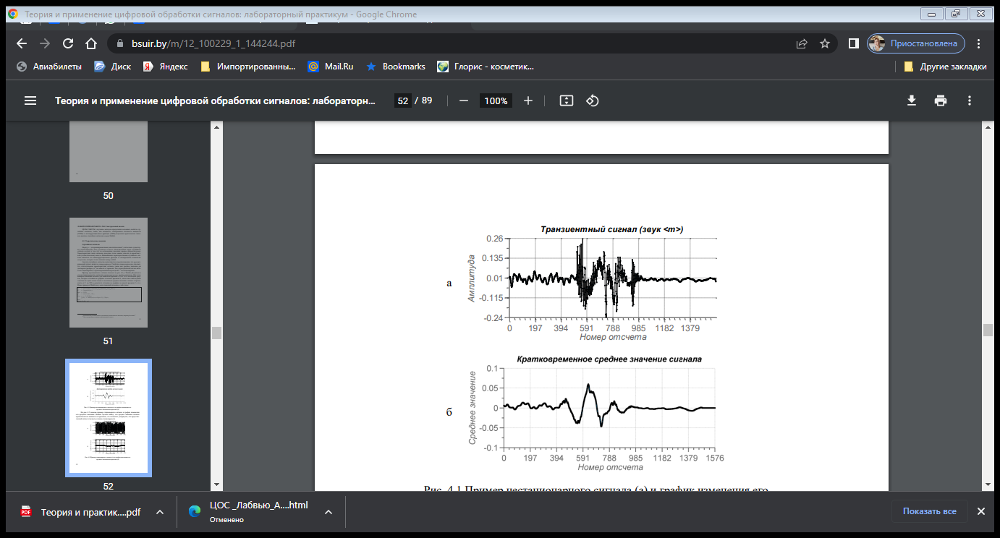 Теория и применение цифровой обработки сигналов: лабораторный практикум - Google Chrome
bsuir.by/m/12_100229_1_144244.pdf
Приостановлена
Авиабилеты
Диск
Яндекс
Импортированны...
Mail.Ru
Bookmarks
Глорис - косметик...
Другие закладки
Теория и применение цифровой обработки сигналов: лабораторн...
52 / 89
100%
50
51
52
Транзиентный сигнал (звук <т>)
а
Амплитуда
0.26
0.135
0.01
-0.115
-0.24
0 197 394 591 788 985 1182 1379
Номер отсчета
Кратковременное среднее значение сигнала
б
Среднее значение
0.1
0.05
0
-0.05
-0.1
0 197 394 591 788 985 1182 1379 1576
Номер отсчета
Рис. 4.1 Пример нестационарного сигнала (а) и график изменения его
PDF
Теория и практик....pdf
ЦОС _Лабвью_А....html
Отменено
Показать все